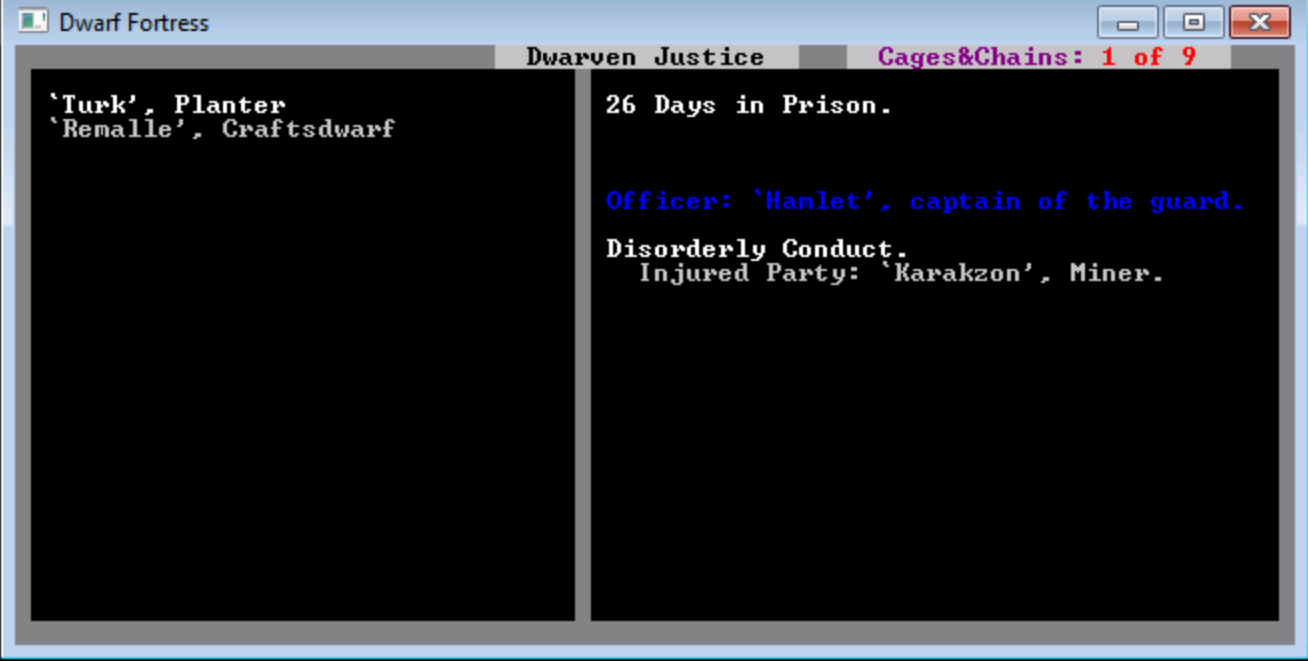 Dwarf Fortress
Dwarven Justice Cages&Chains: 1 of 9
`Turk', Planter
`Remalle', Craftsdwarf
26 Days in Prison.
Officer: `Hamlet', captain of the guard.
Disorderly Conduct.
Injured Party: `Karakzon', Miner.